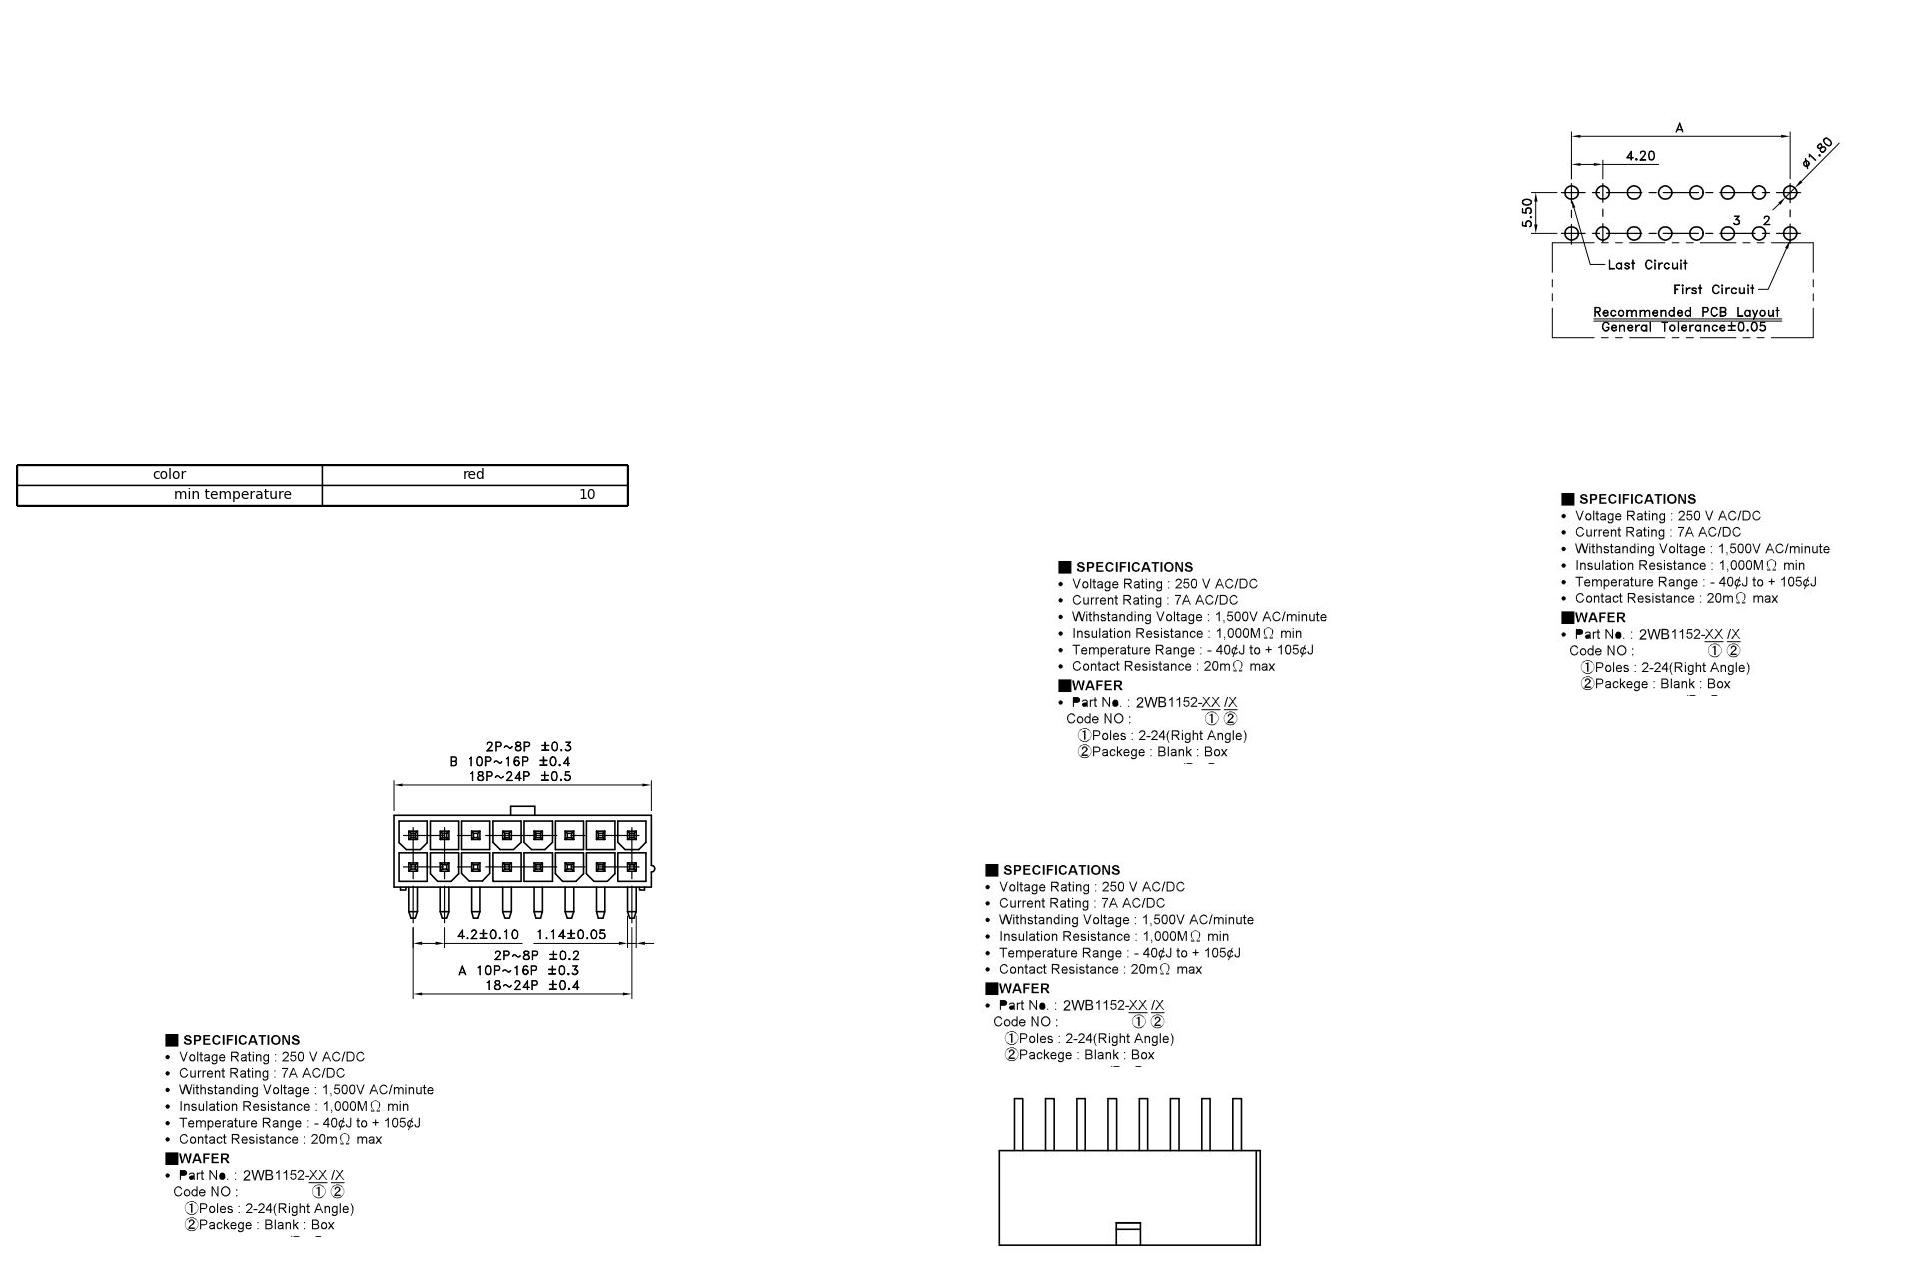 A
4.20
ø1.80
5.50
3 2
Last Circuit
First Circuit
Recommended PCB Layout
General Tolerance±0.05
color red
min temperature 10
■ SPECIFICATIONS
• Voltage Rating : 250 V AC/DC
• Current Rating : 7A AC/DC
• Withstanding Voltage : 1,500V AC/minute
• Insulation Resistance : 1,000MΩ min
• Temperature Range : - 40¢J to + 105¢J
• Contact Resistance : 20mΩ max
■WAFER
• Part No. : 2WB1152-XX /X
Code NO : ① ②
①Poles : 2-24(Right Angle)
②Packege : Blank : Box
■ SPECIFICATIONS
• Voltage Rating : 250 V AC/DC
• Current Rating : 7A AC/DC
• Withstanding Voltage : 1,500V AC/minute
• Insulation Resistance : 1,000MΩ min
• Temperature Range : - 40¢J to + 105¢J
• Contact Resistance : 20mΩ max
■WAFER
• Part No. : 2WB1152-XX /X
Code NO : ① ②
①Poles : 2-24(Right Angle)
②Packege : Blank : Box
2P~8P ±0.3
B 10P~16P ±0.4
18P~24P ±0.5
4.2±0.10 1.14±0.05
2P~8P ±0.2
A 10P~16P ±0.3
18~24P ±0.4
■ SPECIFICATIONS
• Voltage Rating : 250 V AC/DC
• Current Rating : 7A AC/DC
• Withstanding Voltage : 1,500V AC/minute
• Insulation Resistance : 1,000MΩ min
• Temperature Range : - 40¢J to + 105¢J
• Contact Resistance : 20mΩ max
■WAFER
• Part No. : 2WB1152-XX /X
Code NO : ① ②
①Poles : 2-24(Right Angle)
②Packege : Blank : Box
■ SPECIFICATIONS
• Voltage Rating : 250 V AC/DC
• Current Rating : 7A AC/DC
• Withstanding Voltage : 1,500V AC/minute
• Insulation Resistance : 1,000MΩ min
• Temperature Range : - 40¢J to + 105¢J
• Contact Resistance : 20mΩ max
■WAFER
• Part No. : 2WB1152-XX /X
Code NO : ① ②
①Poles : 2-24(Right Angle)
②Packege : Blank : Box